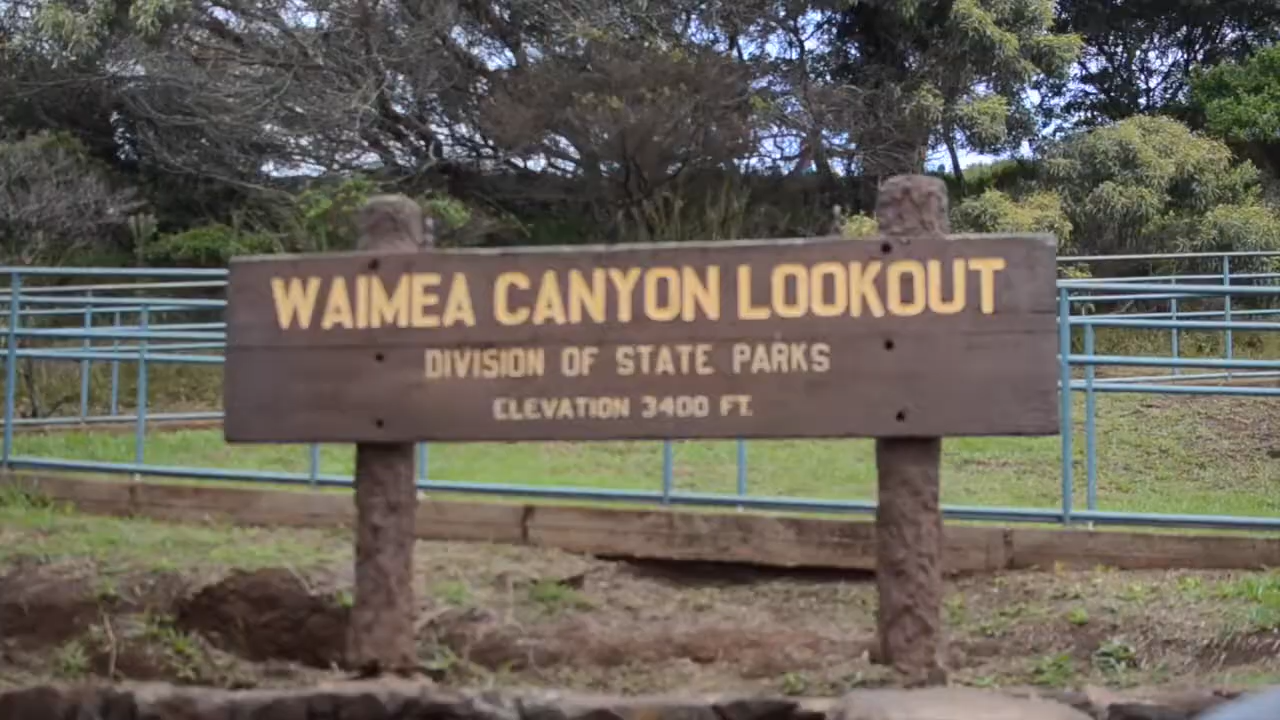 WAIMEA CANYON LOOKOUT
DIVISION OF STATE PARKS
ELEVATION 3400 FT.